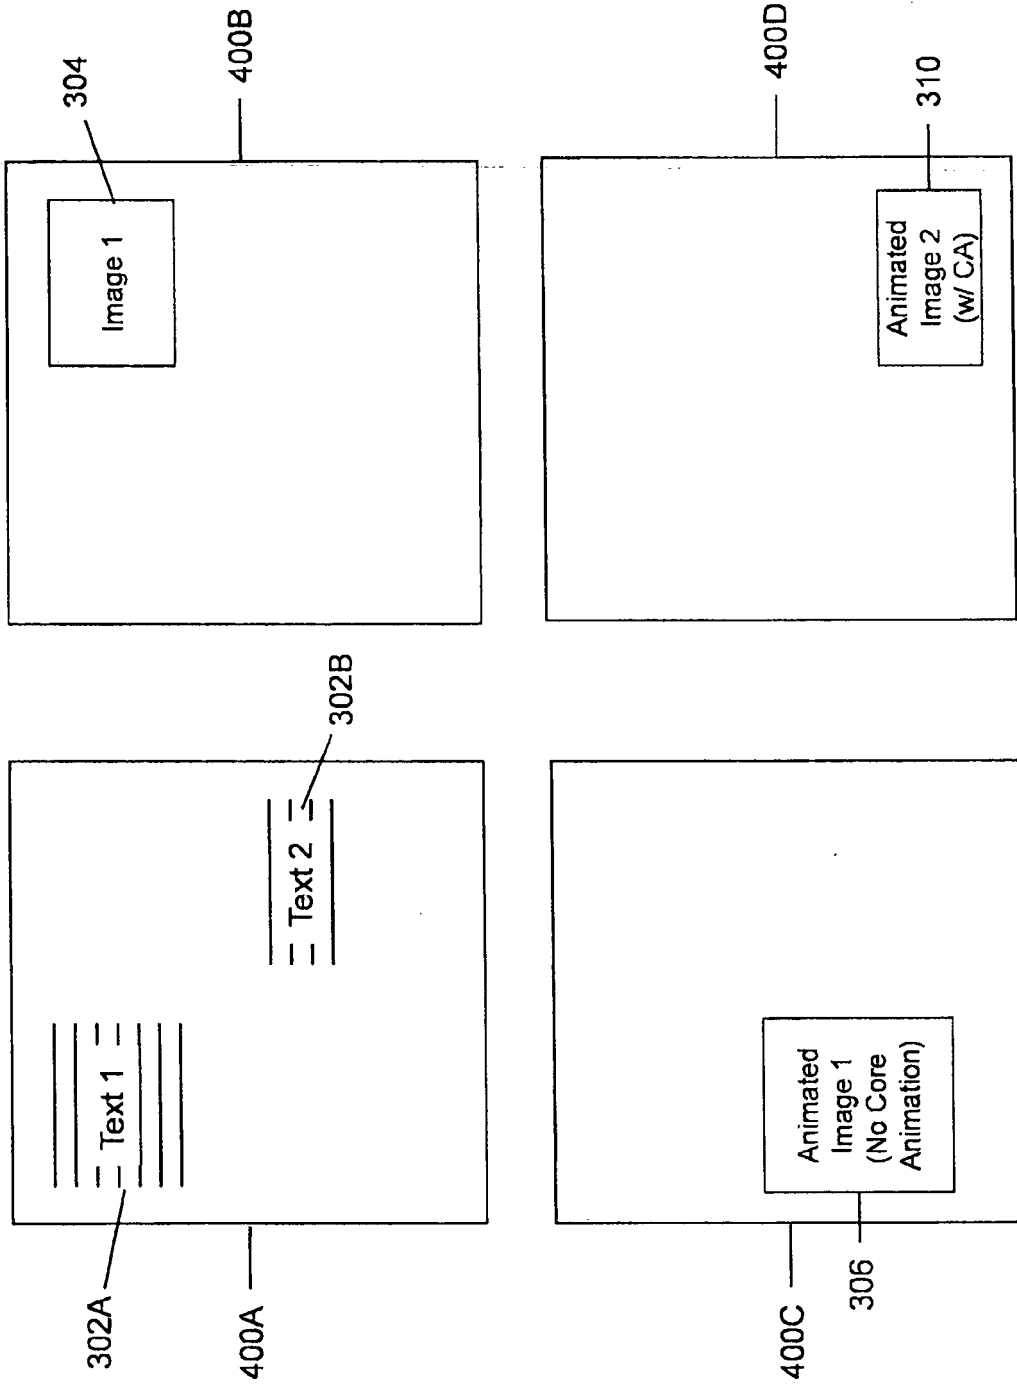 302A
Text 1
400A
302B
Text 2
304
Image 1
400B
400C
306
Animated
Image 1
(No Core
Animation)
400D
310
Animated
Image 2
(w/ CA)